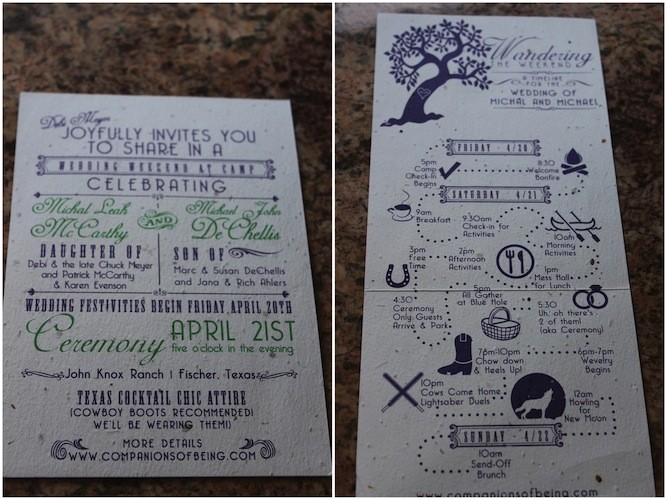 Debi Meyer
JOYFULLY INVITES YOU
TO SHARE IN A
WEDDING WEEKEND AT CAMP
CELEBRATING
Michal Leah
McCarthy
AND
Michael John
DeChellis
DAUGHTER OF
Debi & the late Chuck Meyer
and Patrick McCarthy
& Karen Evenson
SON OF
Marc & Susan DeChellis
and Jana & Rich Ahlers
WEDDING FESTIVITIES BEGIN FRIDAY, APRIL 20TH
Ceremony
APRIL 21ST
five o'clock in the evening
John Knox Ranch | Fischer, Texas
TEXAS COCKTAIL CHIC ATTIRE
(COWBOY BOOTS RECOMMENDED!
WE'LL BE WEARING THEM!)
MORE DETAILS
WWW.COMPANIONSOFBEING.COM
Wandering
THE WEEKEND
A TIMELINE
FOR THE
WEDDING OF
MICHAL AND MICHAEL
FRIDAY - 4/20
5pm
Camp
Check-In
Begins
8:30
Welcome
Bonfire
SATURDAY - 4/21
9am
Breakfast
9:30am
Check-in for
Activities
10am
Morning
Activities
3pm
Free
Time
2pm
Afternoon
Activities
1pm
Mess Hall
for Lunch
4:30
Ceremony
Only Guests
Arrive & Park
5pm
All Gather
at Blue Hole
5:30
Uh, oh there's
2 of them!
(aka Ceremony)
7pm-10pm
Chow down
& Heels Up!
6pm-7pm
Wevelry
Begins
10pm
Cows Come Home
Lightsaber Duels
12am
Howling
for
New Moon
SUNDAY - 4/22
10am
Send-Off
Brunch
www.companionsofbeing.com